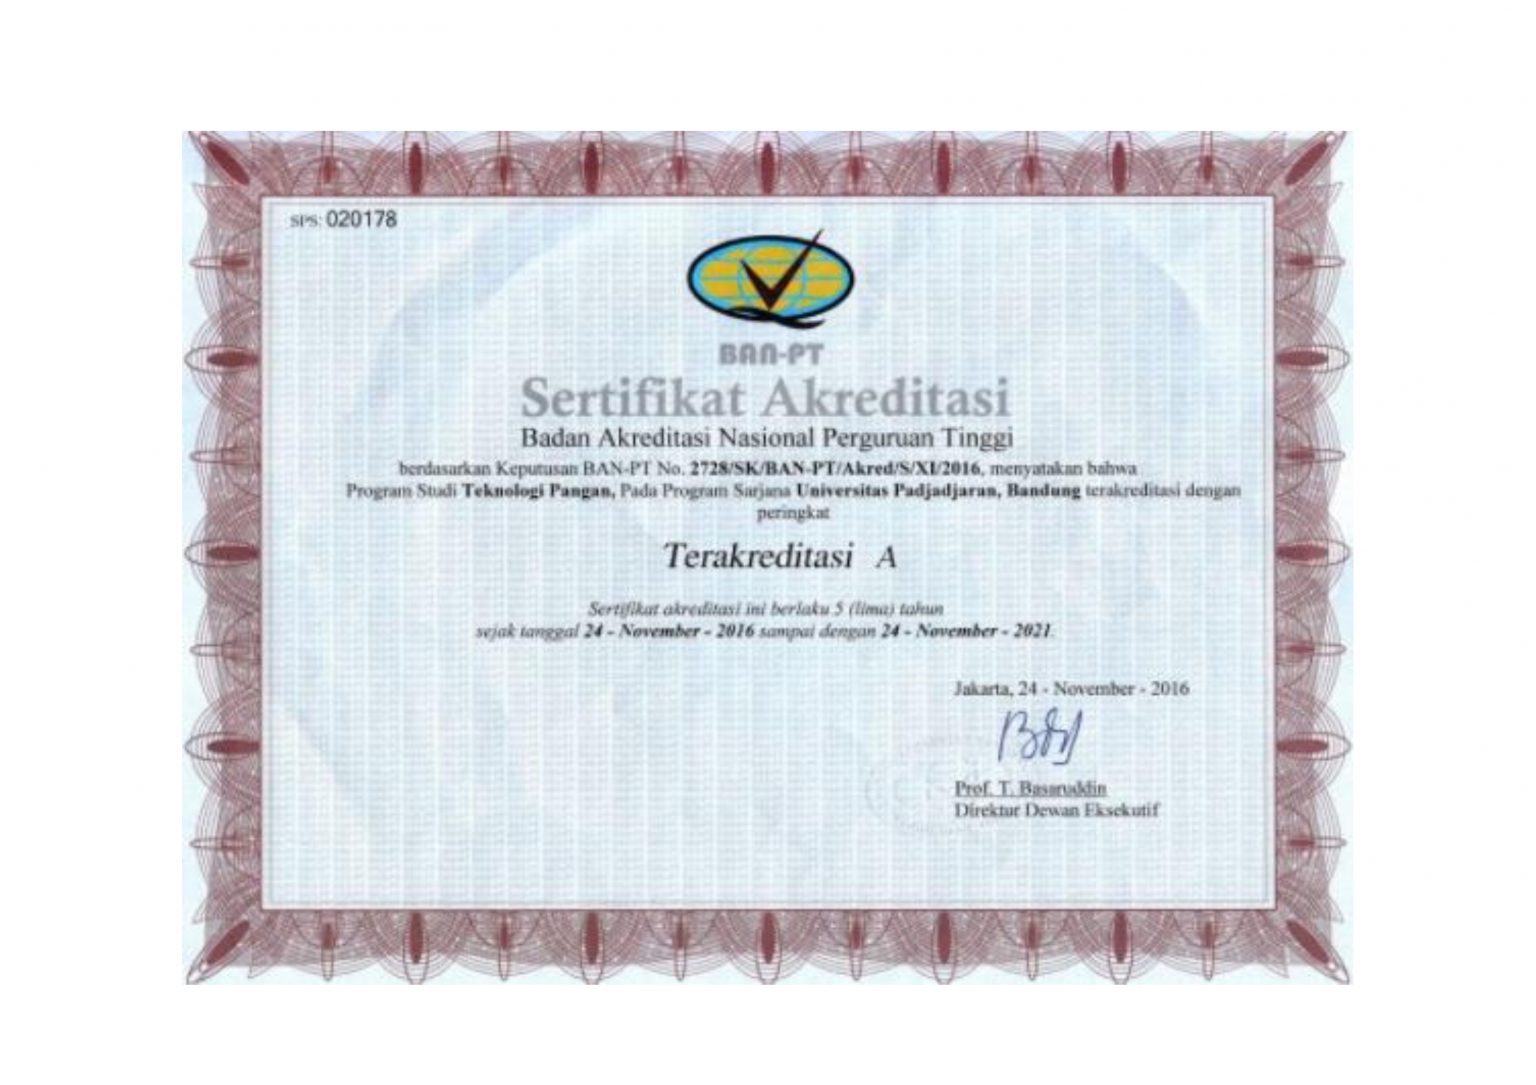 SPS: 020178
BAN-PT
Sertifikat Akreditasi
Badan Akreditasi Nasional Perguruan Tinggi
berdasarkan Keputusan BAN-PT No. 2728/SK/BAN-PT/Akred/S/XI/2016, menyatakan bahwa
Program Studi Teknologi Pangan, Pada Program Sarjana Universitas Padjadjaran, Bandung terakreditasi dengan
peringkat
Terakreditasi A
Sertifikat akreditasi ini berlaku 5 (lima) tahun
sejak tanggal 24 - November - 2016 sampai dengan 24 - November - 2021.
Jakarta, 24 - November - 2016
Prof. T. Basaruddin
Direktur Dewan Eksekutif